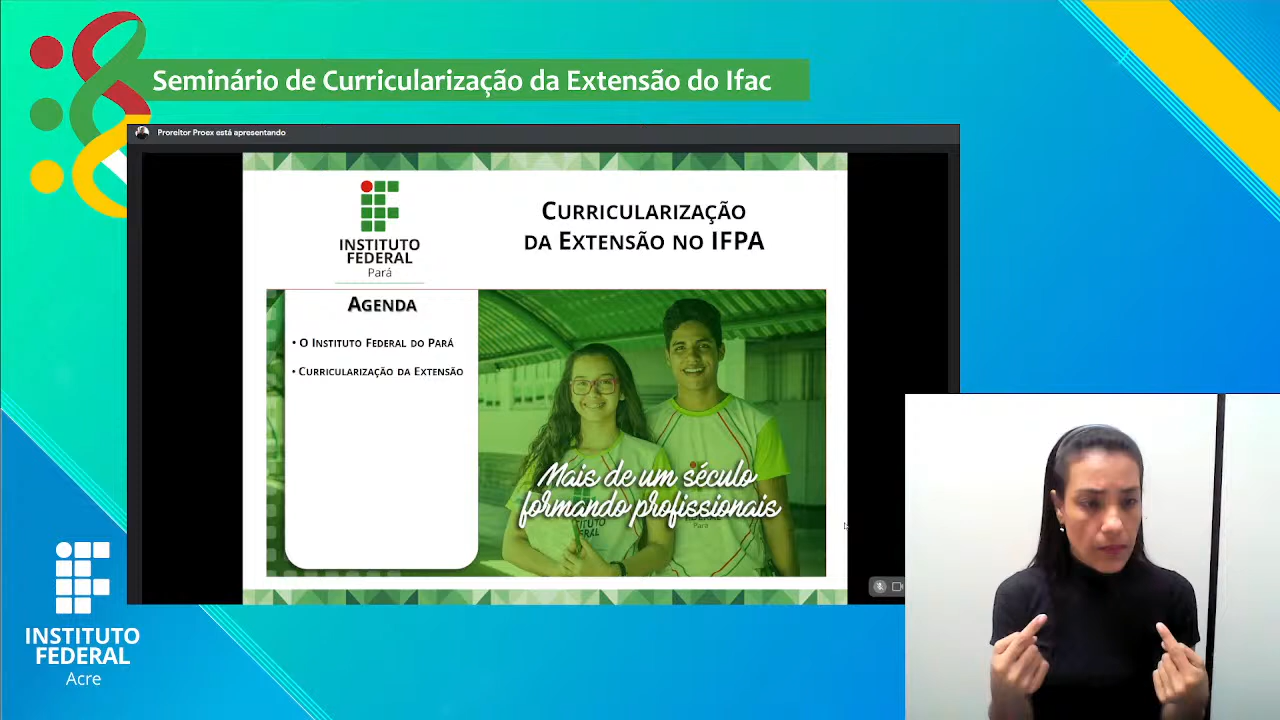 Seminário de Curricularização da Extensão do Ifac
Proreitor Proex está apresentando
INSTITUTO
FEDERAL
Pará
CURRICULARIZAÇÃO
DA EXTENSÃO NO IFPA
AGENDA
• O INSTITUTO FEDERAL DO PARÁ
• CURRICULARIZAÇÃO DA EXTENSÃO
Mais de um século
formando profissionais
INSTITUTO
FEDERAL
Acre